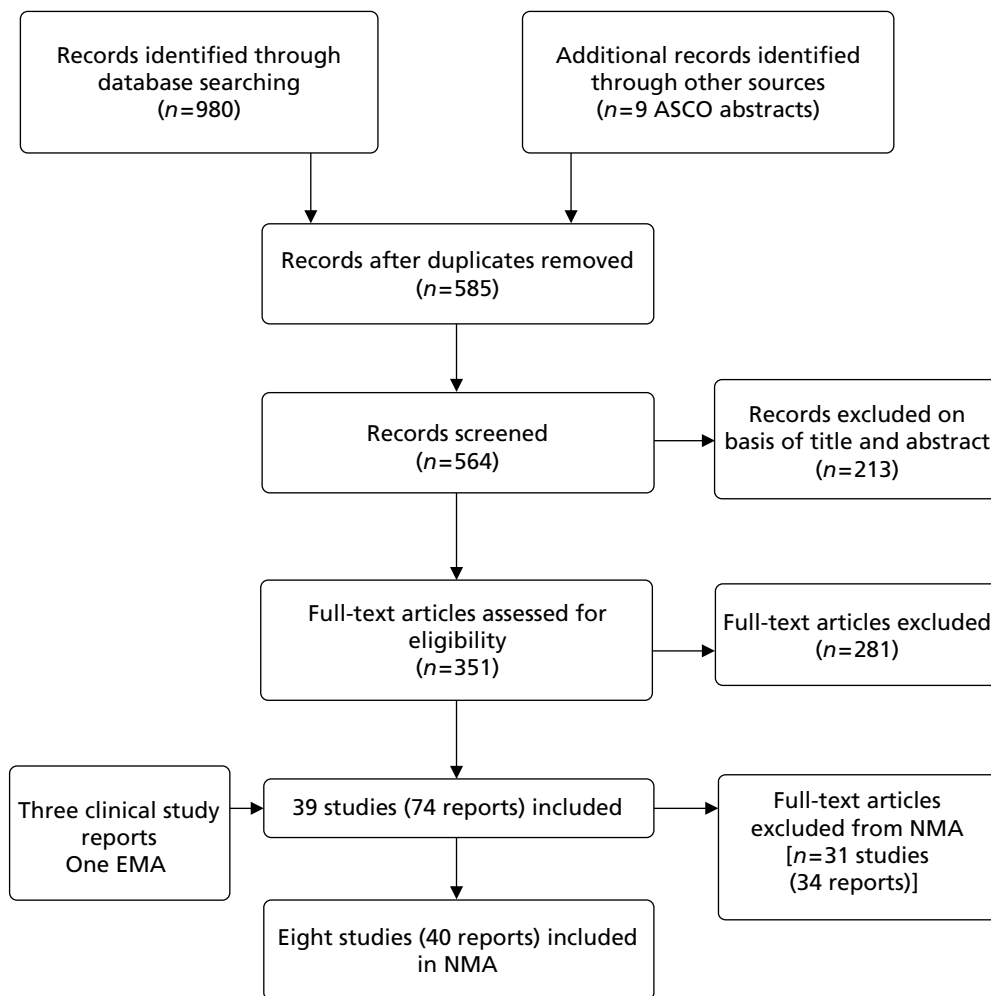 Records identified through
database searching
(n=980)
Additional records identified
through other sources
(n=9 ASCO abstracts)
Records after duplicates removed
(n=585)
Records screened
(n=564)
Records excluded on
basis of title and abstract
(n=213)
Full-text articles assessed for
eligibility
(n=351)
Full-text articles excluded
(n=281)
Three clinical study
reports
One EMA
39 studies (74 reports) included
Full-text articles
excluded from NMA
[n=31 studies
(34 reports)]
Eight studies (40 reports) included
in NMA